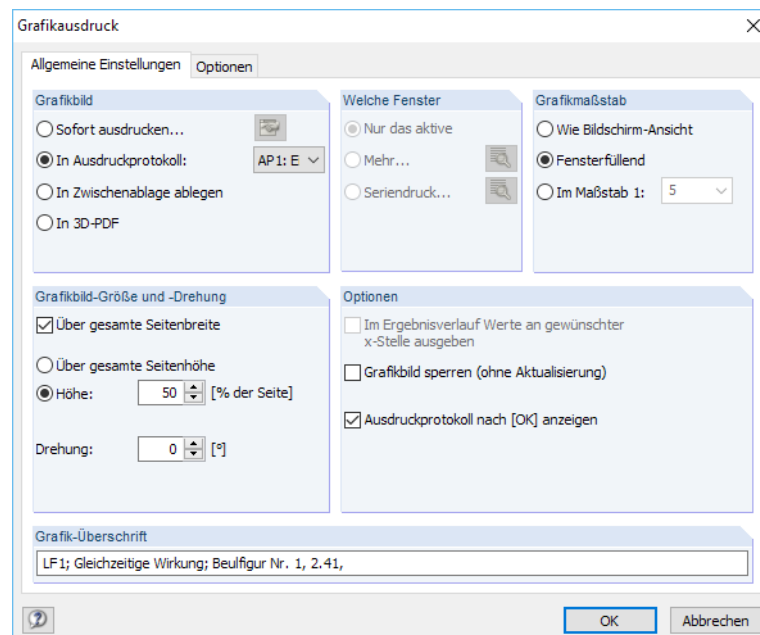 Grafikausdruck
Allgemeine Einstellungen
Optionen
Grafikbild
Sofort ausdrucken...
In Ausdruckprotokoll:
AP1: E
In Zwischenablage ablegen
In 3D-PDF
Welche Fenster
Nur das aktive
Mehr...
Seriendruck...
Grafikmaßstab
Wie Bildschirm-Ansicht
Fensterfüllend
Im Maßstab 1:
5
Grafikbild-Größe und -Drehung
Über gesamte Seitenbreite
Über gesamte Seitenhöhe
Höhe:
50
[% der Seite]
Drehung:
0
[°]
Optionen
Im Ergebnisverlauf Werte an gewünschter
x-Stelle ausgeben
Grafikbild sperren (ohne Aktualisierung)
Ausdruckprotokoll nach [OK] anzeigen
Grafik-Überschrift
LF1; Gleichzeitige Wirkung; Beulfigur Nr. 1, 2.41,
OK
Abbrechen